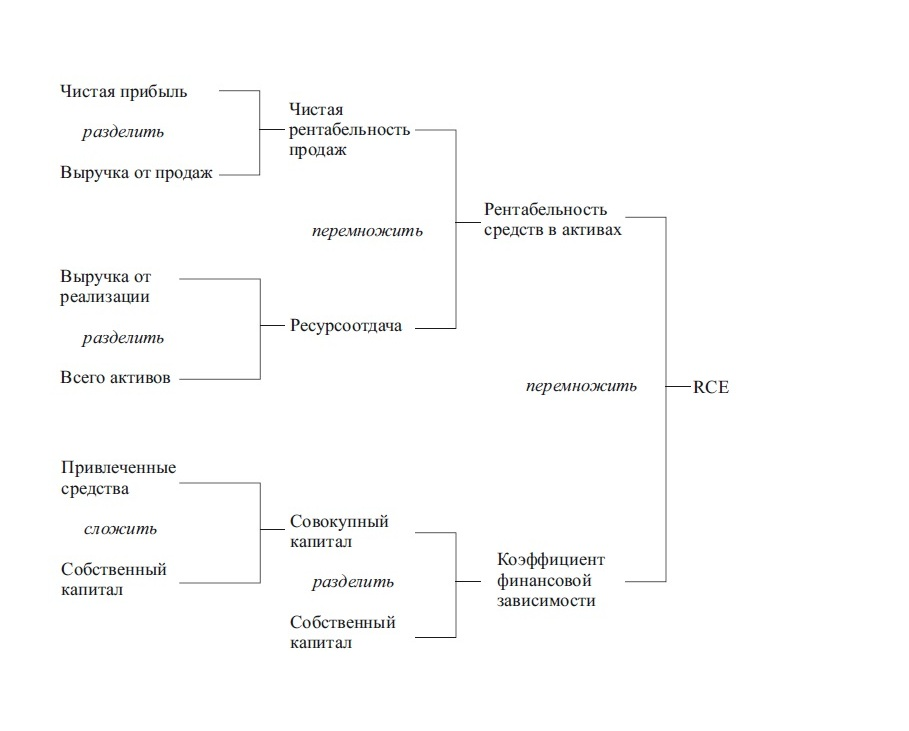 Чистая прибыль
разделить
Выручка от продаж
Чистая
рентабельность
продаж
перемножить
Выручка от
реализации
разделить
Всего активов
Ресурсоотдача
Рентабельность
средств в активах
перемножить
RCE
Привлеченные
средства
сложить
Собственный
капитал
Совокупный
капитал
разделить
Собственный
капитал
Коэффициент
финансовой
зависимости